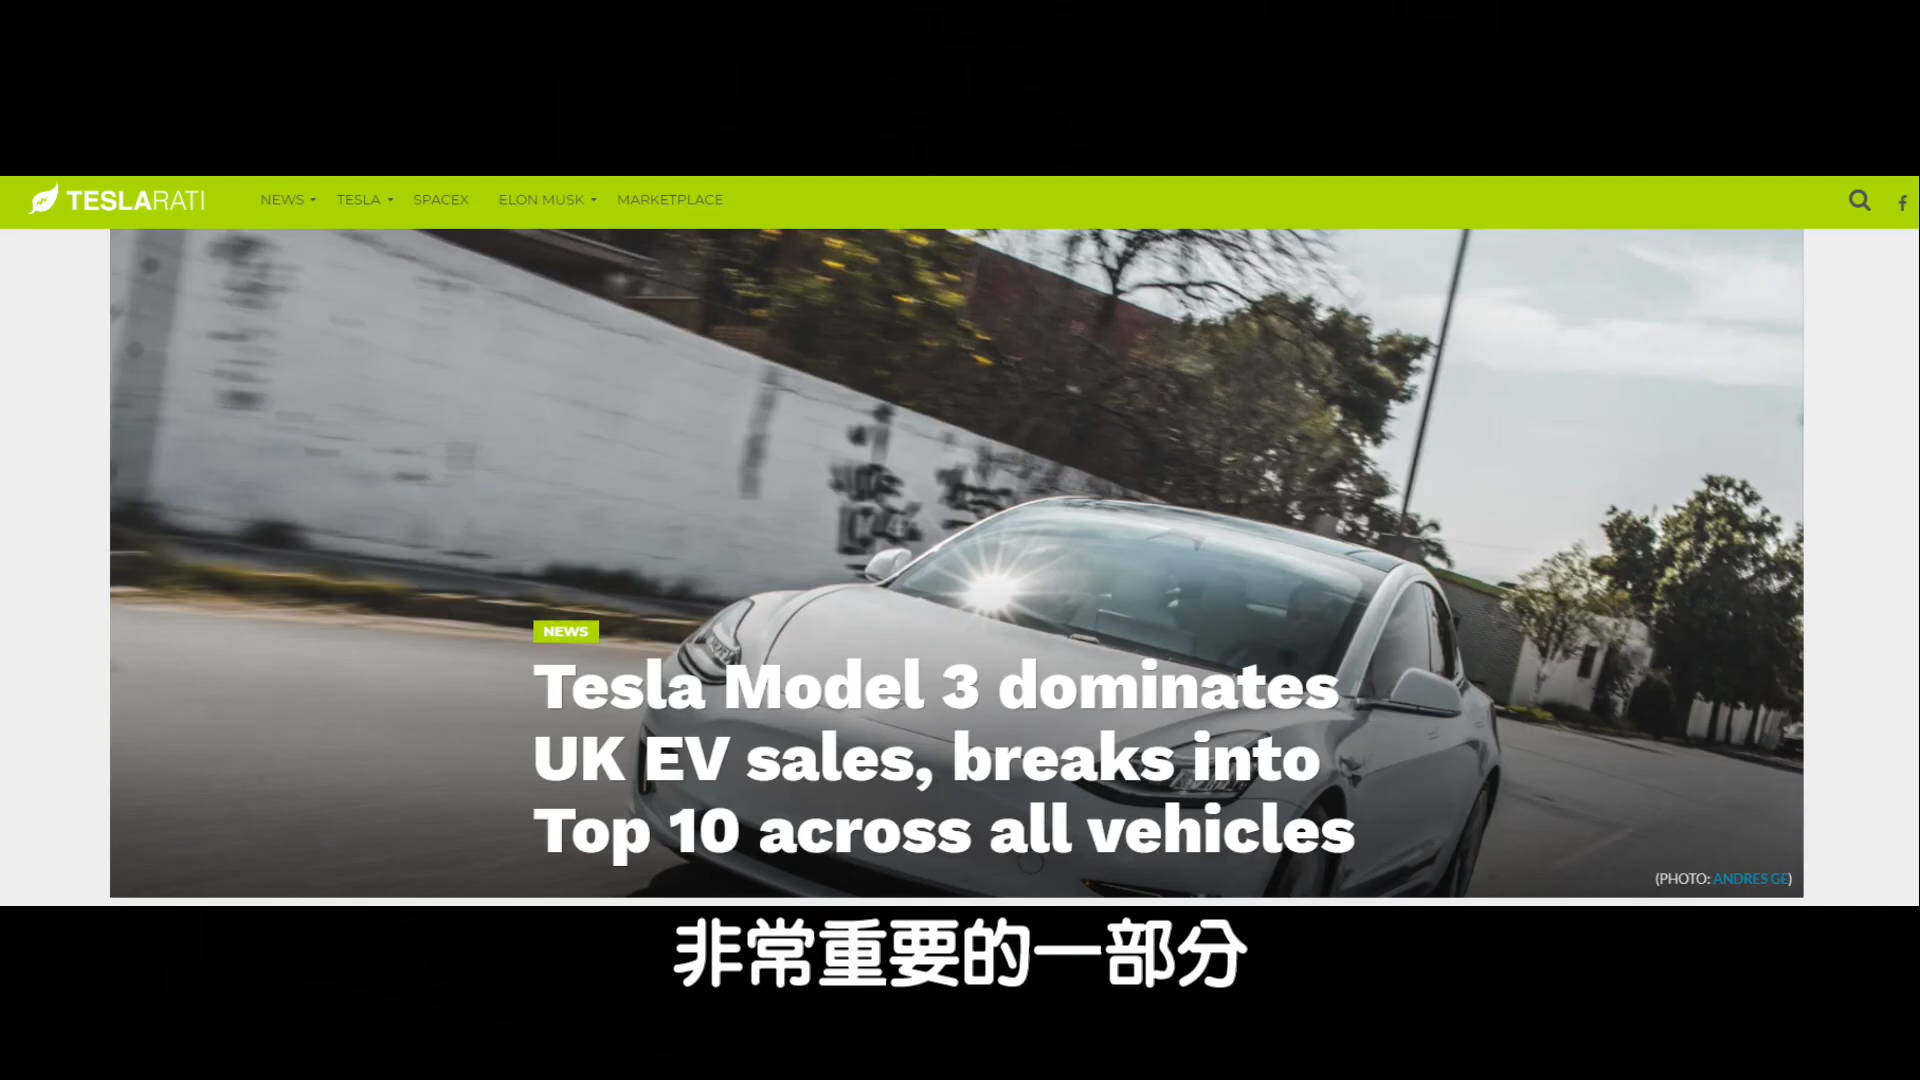 TESLARATI
NEWS TESLA SPACEX ELON MUSK MARKETPLACE
NEWS
Tesla Model 3 dominates
UK EV sales, breaks into
Top 10 across all vehicles
(PHOTO: ANDRES GE)
非常重要的一部分